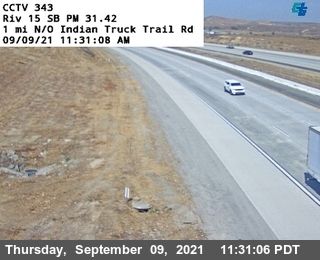 CCTV 343
Riv 15 SB PM 31.42
1 mi N/O Indian Truck Trail Rd
09/09/21 11:31:08 AM
Thursday, September 09, 2021 11:31:06 PDT